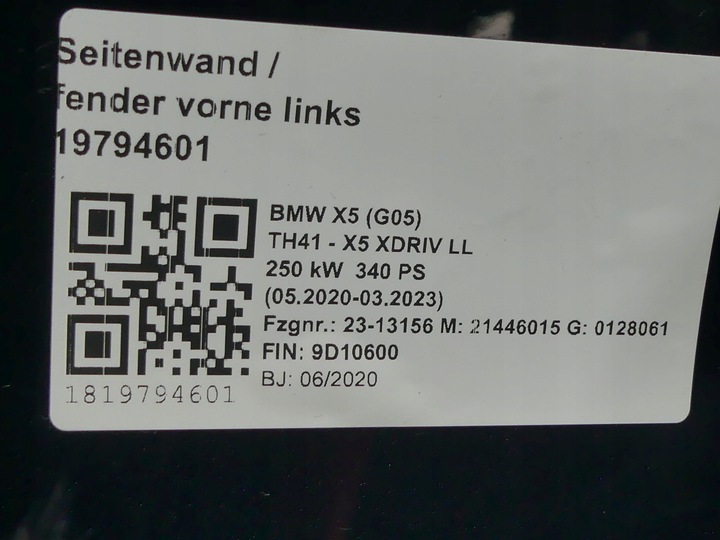 Seitenwand /
fender vorne links
19794601
BMW X5 (G05)
TH41 - X5 XDRIV LL
250 kW 340 PS
(05.2020-03.2023)
Fzgnr.: 23-13156 M: 21446015 G: 0128061
FIN: 9D10600
BJ: 06/2020
1819794601